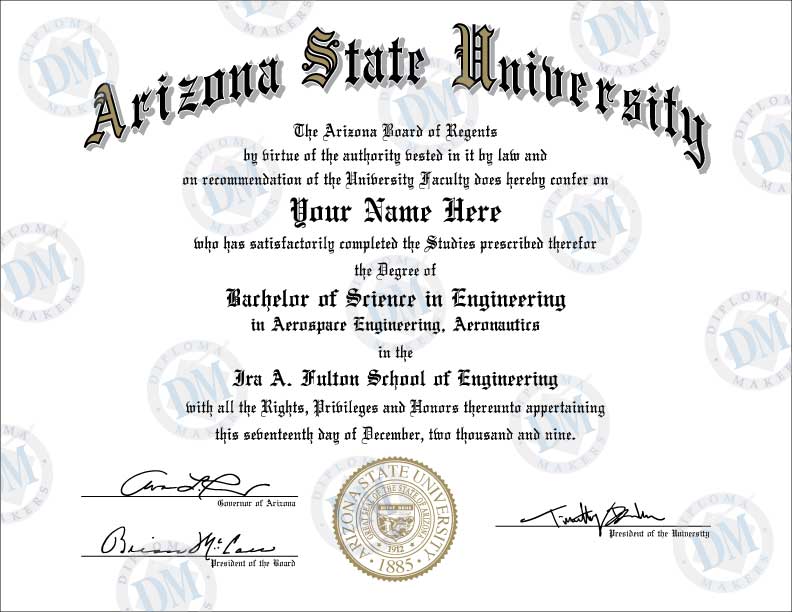 Arizona State University
The Arizona Board of Regents
by virtue of the authority vested in it by law and
on recommendation of the University Faculty does hereby confer on
Your Name Here
who has satisfactorily completed the Studies prescribed therefor
the Degree of
Bachelor of Science in Engineering
in Aerospace Engineering, Aeronautics
in the
Ira A. Fulton School of Engineering
with all the Rights, Privileges and Honors thereunto appertaining
this seventeenth day of December, two thousand and nine.
Governor of Arizona
President of the Board
President of the University
ARIZONA STATE UNIVERSITY
GREAT SEAL OF THE STATE OF ARIZONA
DITAT DEUS
1912
1885
DIPLOMA
DM
MAKERS